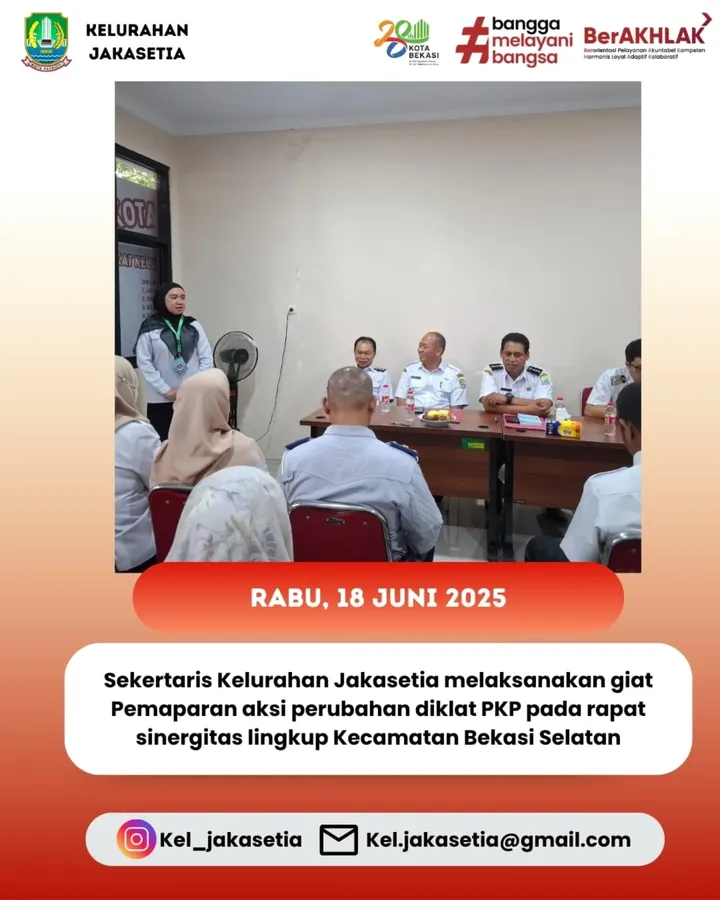 KELURAHAN
JAKASETIA
KOTA
BEKASI
#bangga
melayani
bangsa
BerAKHLAK
Berorientasi Pelayanan Akuntabel Kompeten
Harmonis Loyal Adaptif Kolaboratif
KOTA
RABU, 18 JUNI 2025
Sekertaris Kelurahan Jakasetia melaksanakan giat
Pemaparan aksi perubahan diklat PKP pada rapat
sinergitas lingkup Kecamatan Bekasi Selatan
Kel_jakasetia
Kel.jakasetia@gmail.com